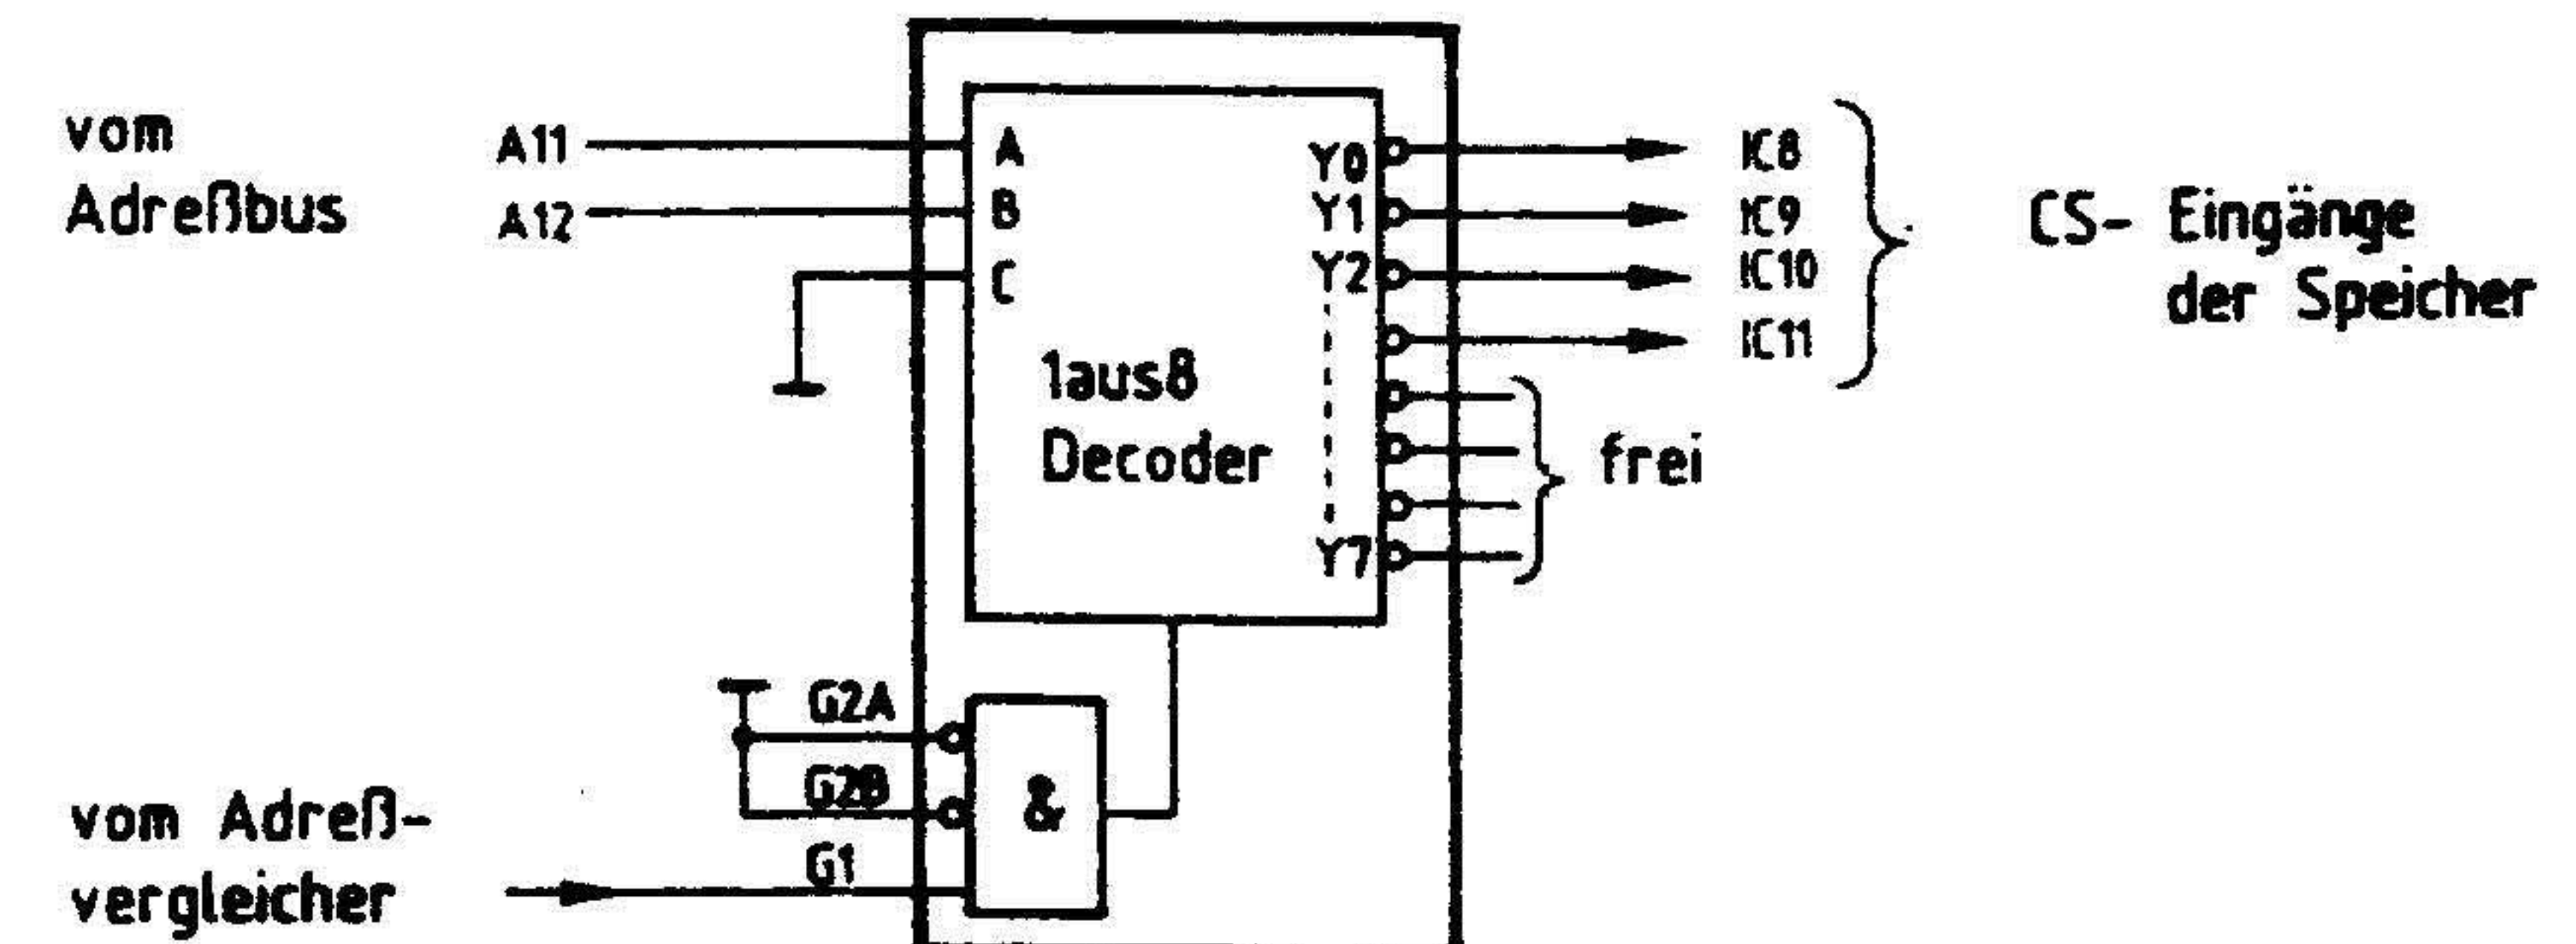 vom
Adreßbus
A11
A12
A
B
C
1aus8
Decoder
Y0
Y1
Y2
Y7
IC8
IC9
IC10
IC11
CS- Eingänge
der Speicher
frei
G2A
G2B
G1
&
vom Adreß-
vergleicher